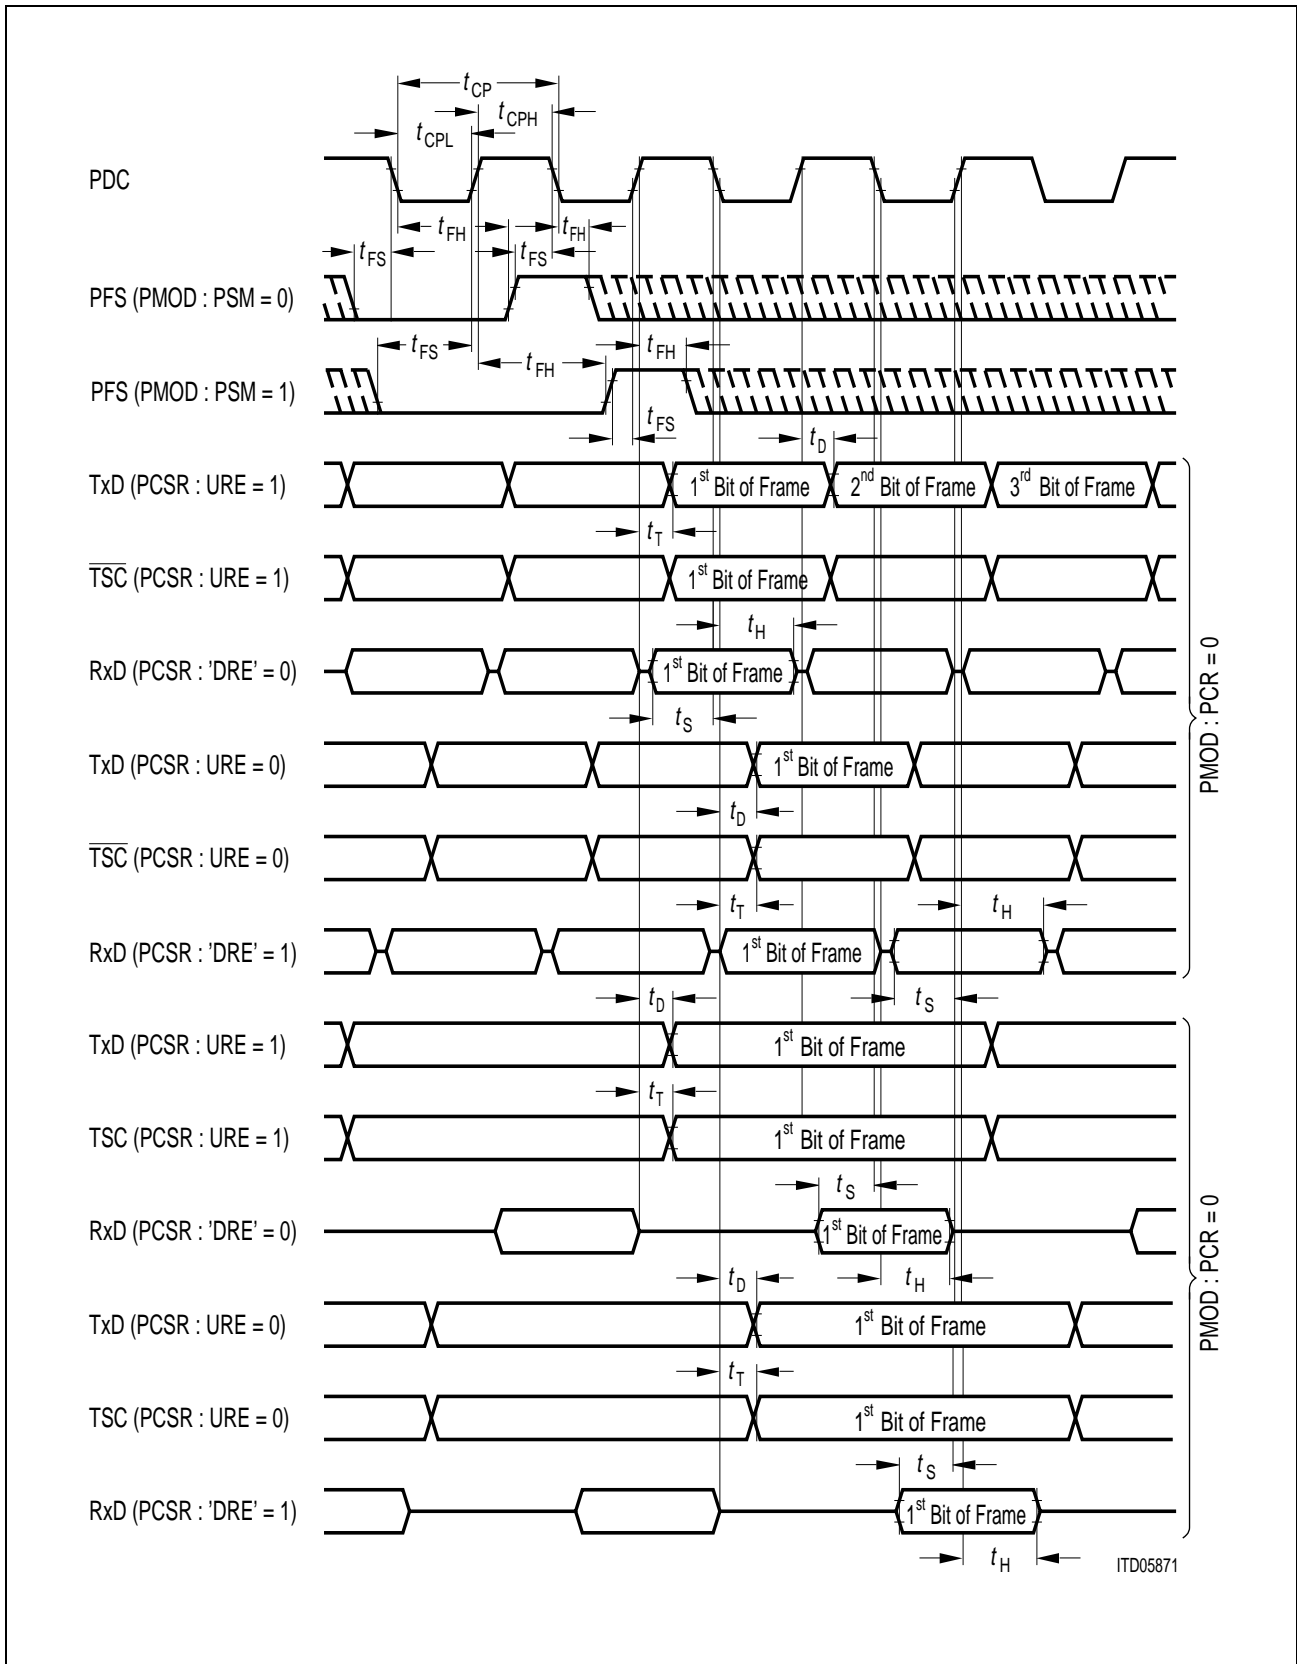 tCP
tCPH
tCPL
PDC
tFH tFH
tFS tFS
PFS (PMOD : PSM = 0)
tFS tFH
tFH
PFS (PMOD : PSM = 1)
tFS
tD
TxD (PCSR : URE = 1) 1st Bit of Frame 2nd Bit of Frame 3rd Bit of Frame
tT
TSC (PCSR : URE = 1) 1st Bit of Frame
tH
RxD (PCSR : 'DRE' = 0) 1st Bit of Frame
tS
TxD (PCSR : URE = 0) 1st Bit of Frame
tD
TSC (PCSR : URE = 0)
tT tH
RxD (PCSR : 'DRE' = 1) 1st Bit of Frame
PMOD : PCR = 0
tD tS
TxD (PCSR : URE = 1) 1st Bit of Frame
tT
TSC (PCSR : URE = 1) 1st Bit of Frame
tS
RxD (PCSR : 'DRE' = 0) 1st Bit of Frame
tD tH
TxD (PCSR : URE = 0) 1st Bit of Frame
tT
TSC (PCSR : URE = 0) 1st Bit of Frame
tS
RxD (PCSR : 'DRE' = 1) 1st Bit of Frame
PMOD : PCR = 0
tH
ITD05871